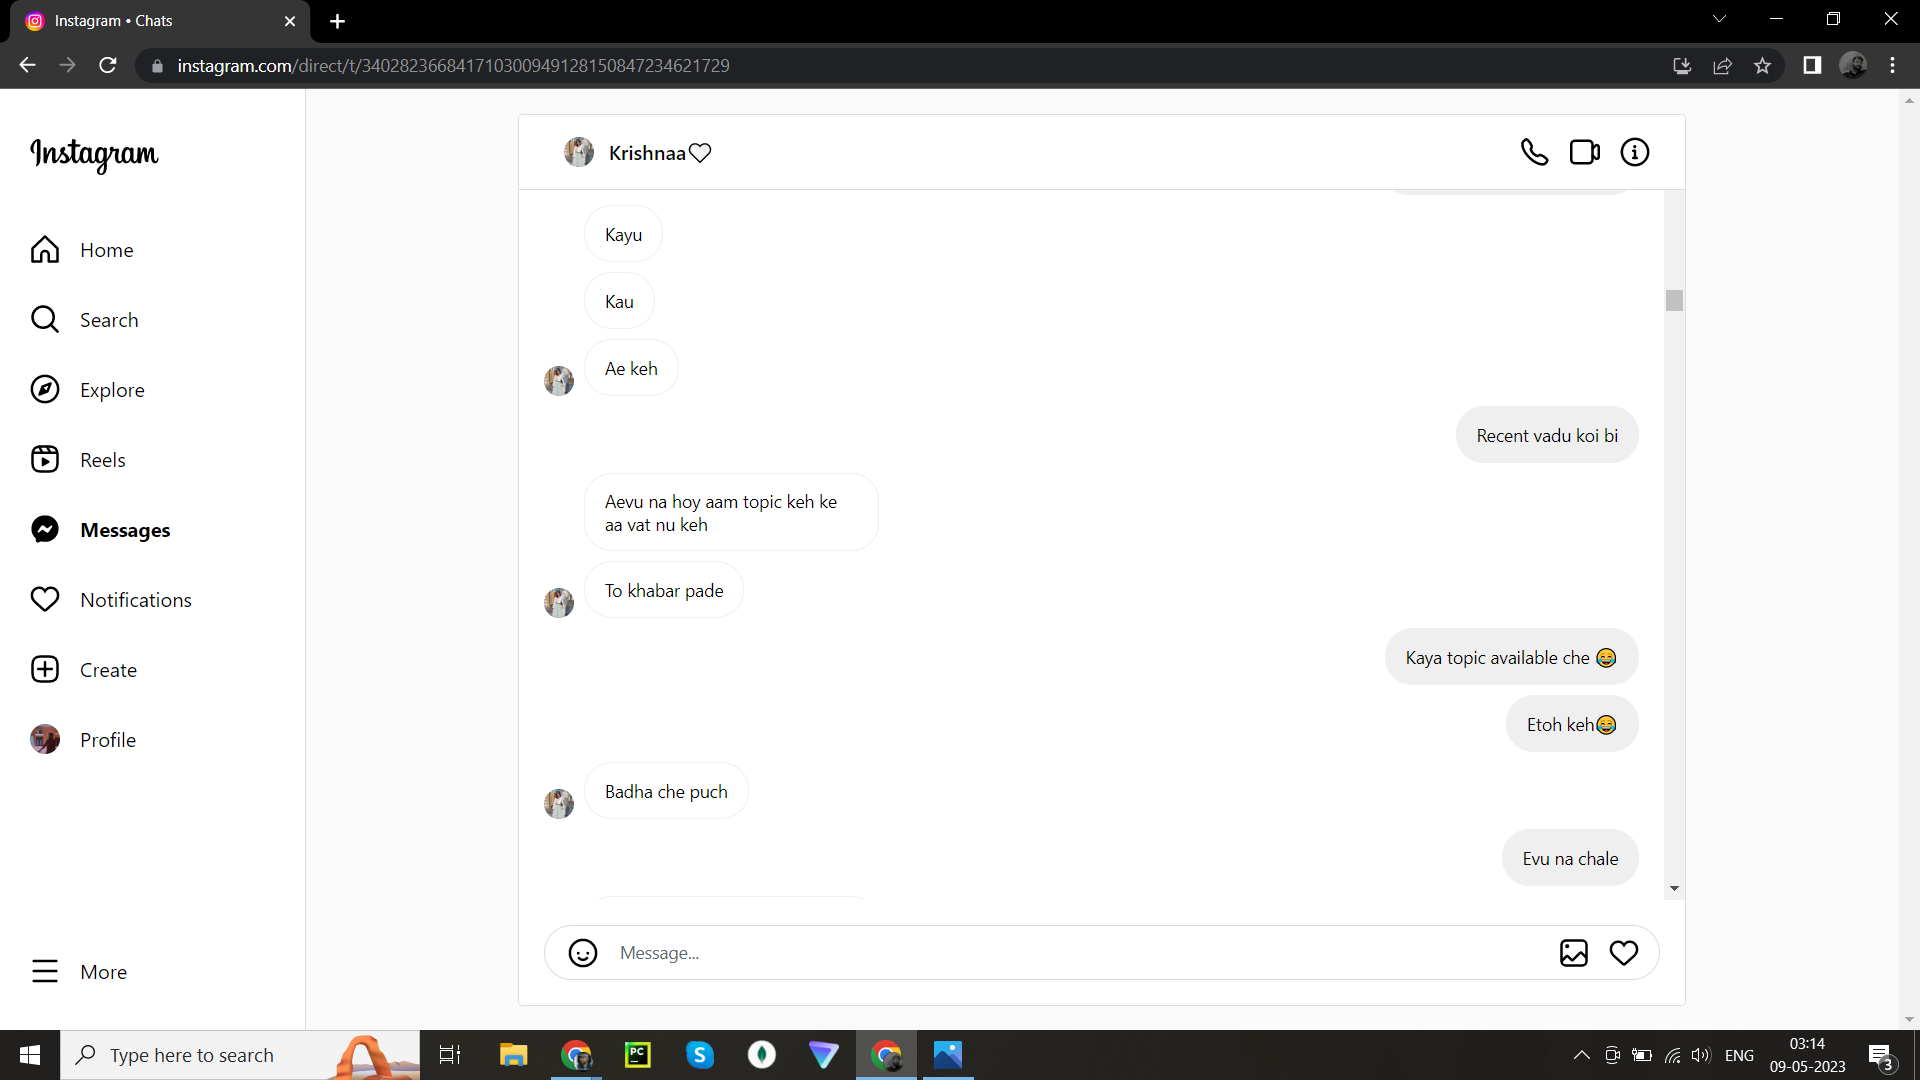 Instagram • Chats
instagram.com/direct/t/340282366841710300949128150847234621729
Instagram
Home
Search
Explore
Reels
Messages
Notifications
Create
Profile
More
Krishnaa♡
Kayu
Kau
Ae keh
Recent vadu koi bi
Aevu na hoy aam topic keh ke
aa vat nu keh
To khabar pade
Kaya topic available che 😂
Etoh keh😂
Badha che puch
Evu na chale
Message...
Type here to search
PC
S
ENG
03:14
09-05-2023
3